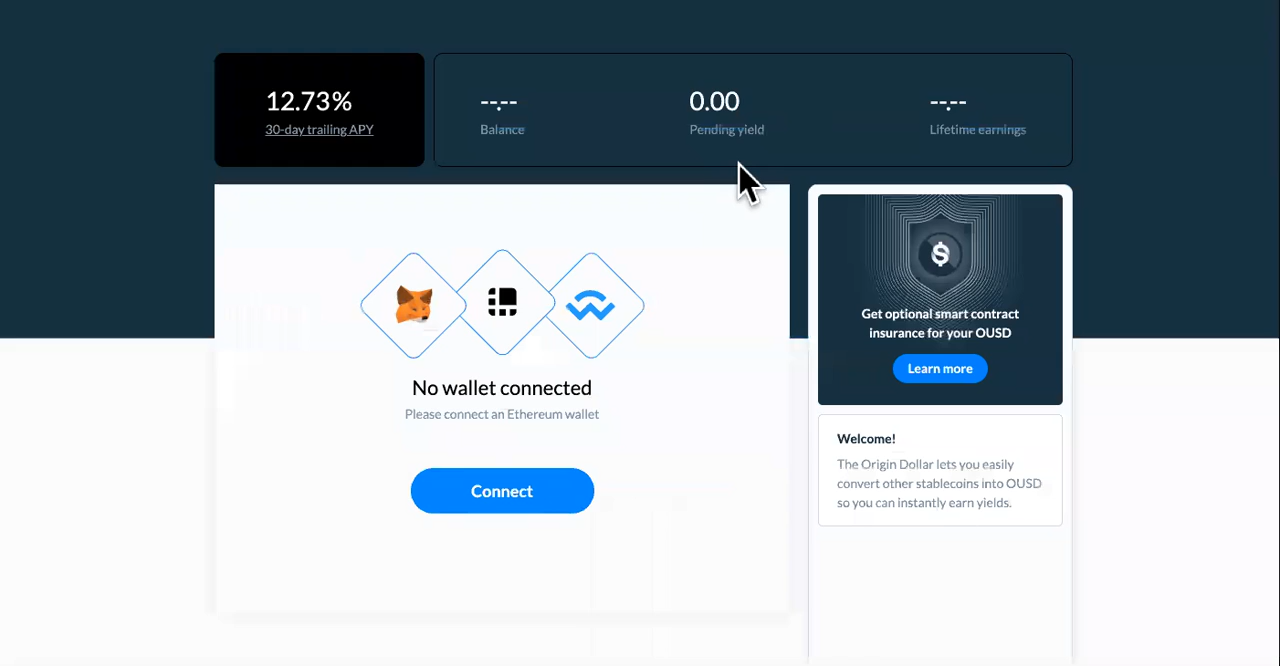 12.73%
30-day trailing APY
--.--
Balance
0.00
Pending yield
--.--
Lifetime earnings
No wallet connected
Please connect an Ethereum wallet
Connect
$
Get optional smart contract
insurance for your OUSD
Learn more
Welcome!
The Origin Dollar lets you easily
convert other stablecoins into OUSD
so you can instantly earn yields.